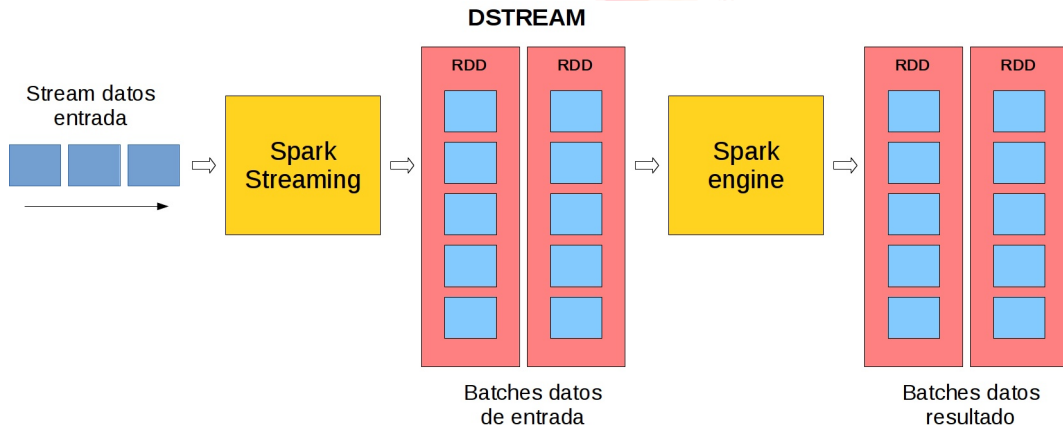 DSTREAM
Stream datos
entrada
Spark
Streaming
RDD
RDD
Batches datos
de entrada
Spark
engine
RDD
RDD
Batches datos
resultado